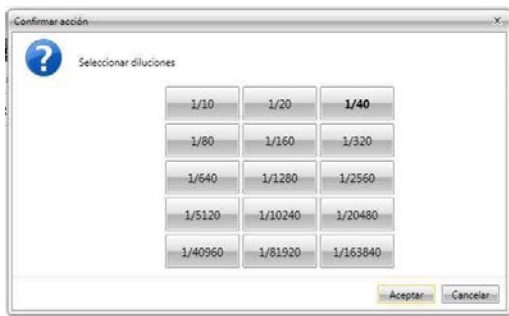 Confirmar acción
Seleccionar diluciones
1/10 1/20 1/40
1/80 1/160 1/320
1/640 1/1280 1/2560
1/5120 1/10240 1/20480
1/40960 1/81920 1/163840
Aceptar Cancelar